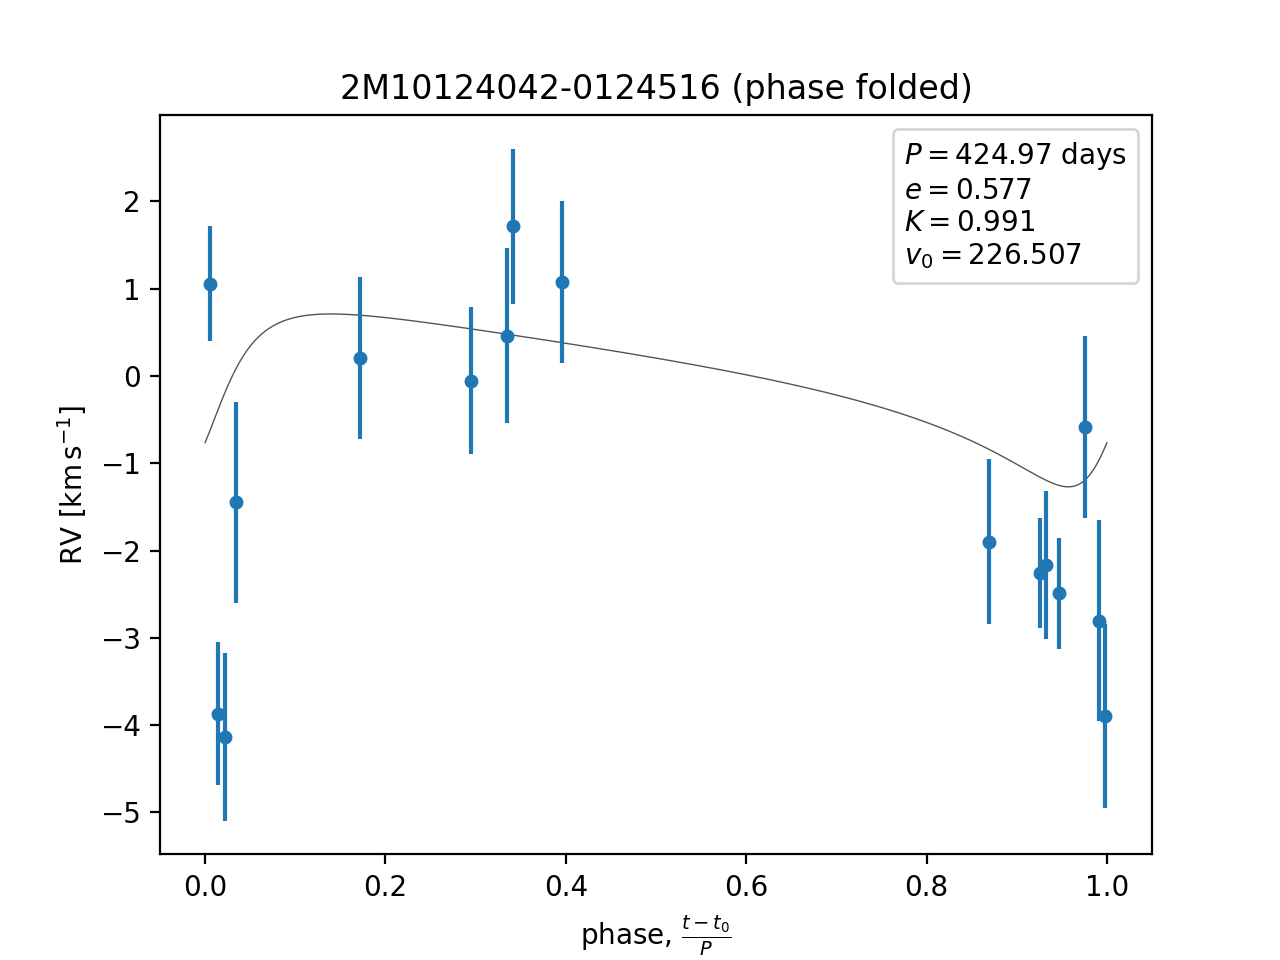 2M10124042-0124516 (phase folded)
P = 424.97 days
e = 0.577
K = 0.991
v₀ = 226.507
2
1
0
−1
−2
−3
−4
−5
RV [km s⁻¹]
0.0 0.2 0.4 0.6 0.8 1.0
phase, (t − t₀)/P